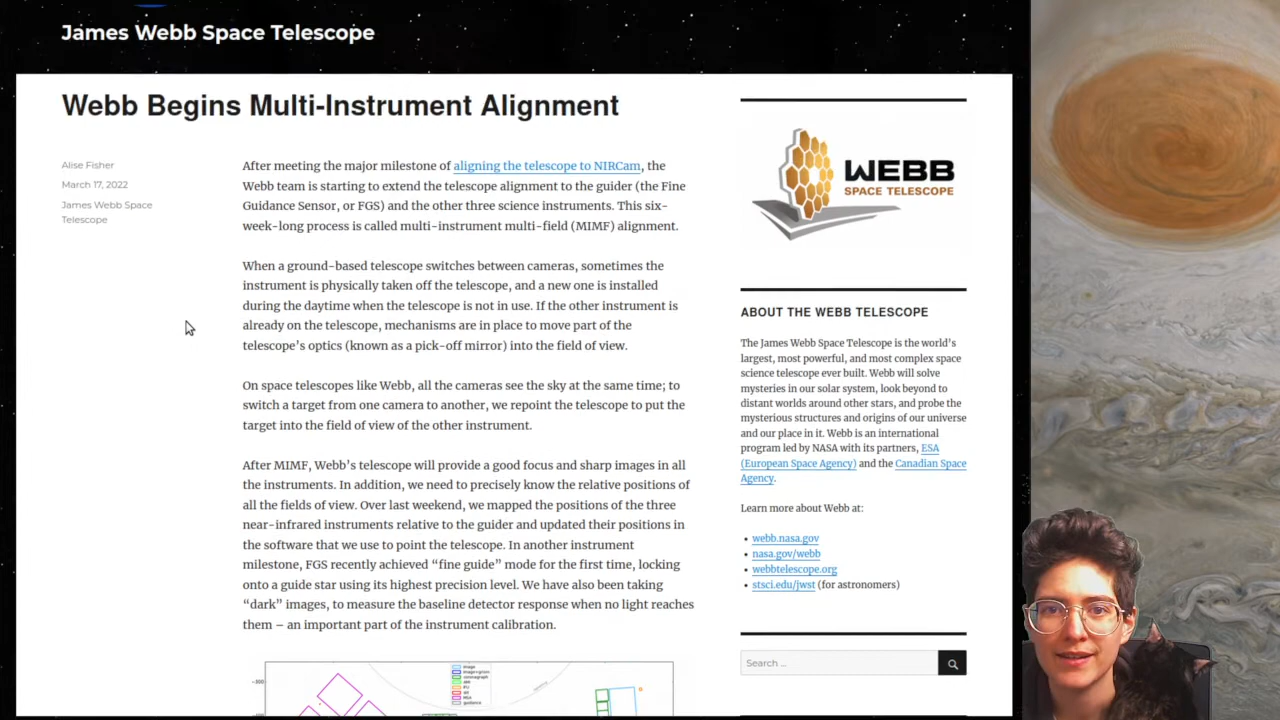 James Webb Space Telescope
Webb Begins Multi-Instrument Alignment
Alise Fisher
March 17, 2022
James Webb Space
Telescope
After meeting the major milestone of aligning the telescope to NIRCam, the
Webb team is starting to extend the telescope alignment to the guider (the Fine
Guidance Sensor, or FGS) and the other three science instruments. This six-
week-long process is called multi-instrument multi-field (MIMF) alignment.
When a ground-based telescope switches between cameras, sometimes the
instrument is physically taken off the telescope, and a new one is installed
during the daytime when the telescope is not in use. If the other instrument is
already on the telescope, mechanisms are in place to move part of the
telescope's optics (known as a pick-off mirror) into the field of view.
On space telescopes like Webb, all the cameras see the sky at the same time; to
switch a target from one camera to another, we repoint the telescope to put the
target into the field of view of the other instrument.
After MIMF, Webb's telescope will provide a good focus and sharp images in all
the instruments. In addition, we need to precisely know the relative positions of
all the fields of view. Over last weekend, we mapped the positions of the three
near-infrared instruments relative to the guider and updated their positions in
the software that we use to point the telescope. In another instrument
milestone, FGS recently achieved “fine guide” mode for the first time, locking
onto a guide star using its highest precision level. We have also been taking
“dark” images, to measure the baseline detector response when no light reaches
them – an important part of the instrument calibration.
WEBB
SPACE TELESCOPE
ABOUT THE WEBB TELESCOPE
The James Webb Space Telescope is the world's
largest, most powerful, and most complex space
science telescope ever built. Webb will solve
mysteries in our solar system, look beyond to
distant worlds around other stars, and probe the
mysterious structures and origins of our universe
and our place in it. Webb is an international
program led by NASA with its partners, ESA
(European Space Agency) and the Canadian Space
Agency.
Learn more about Webb at:
• webb.nasa.gov
• nasa.gov/webb
• webbtelescope.org
• stsci.edu/jwst (for astronomers)
Search ...